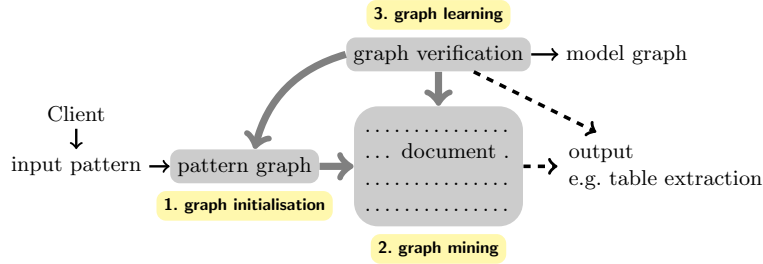 3. graph learning
graph verification
model graph
Client
input pattern
pattern graph
. . . . . . . . . . . . . . .
. . . document .
. . . . . . . . . . . . . . .
. . . . . . . . . . . . . . .
output
e.g. table extraction
1. graph initialisation
2. graph mining